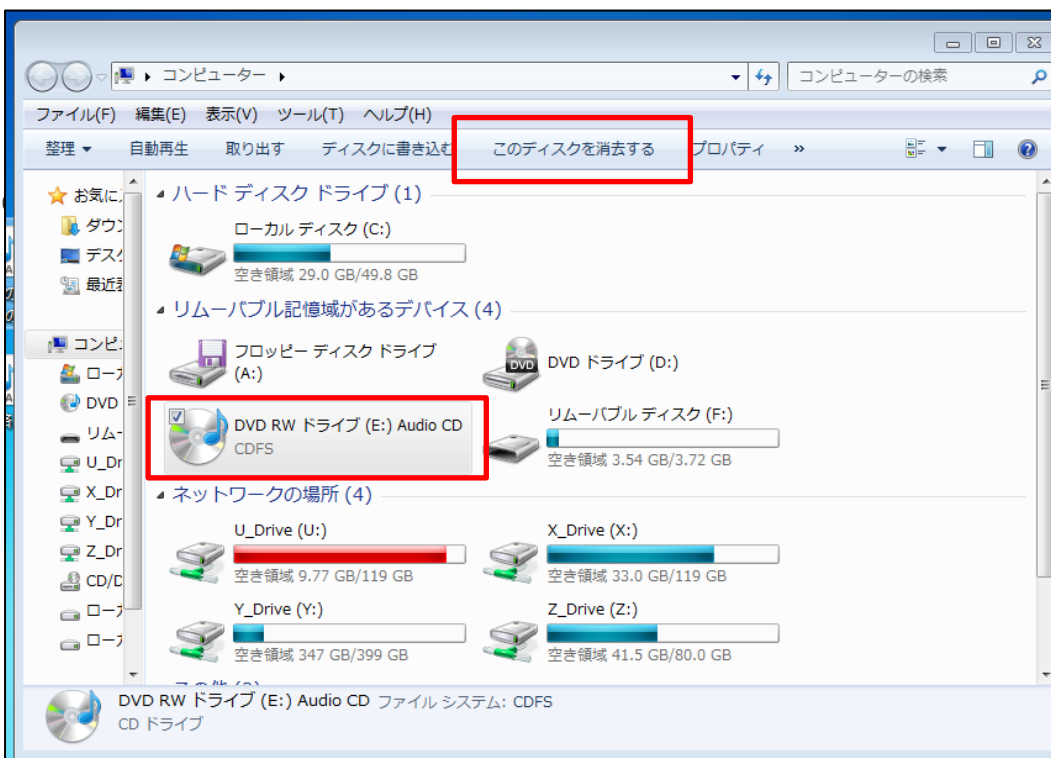 コンピューター
コンピューターの検索
ファイル(F) 編集(E) 表示(V) ツール(T) ヘルプ(H)
整理 自動再生 取り出す ディスクに書き込む このディスクを消去する プロパティ »
お気に
ダウン
デスク
最近
コンピ
ロー
DVD
リムー
U_Dr
X_Dr
Y_Dr
Z_Dr
CD/D
ローカ
ローカ
ハード ディスク ドライブ (1)
ローカル ディスク (C:)
空き領域 29.0 GB/49.8 GB
リムーバブル記憶域があるデバイス (4)
フロッピー ディスク ドライブ
(A:)
DVD
DVD ドライブ (D:)
DVD RW ドライブ (E:) Audio CD
CDFS
リムーバブル ディスク (F:)
空き領域 3.54 GB/3.72 GB
ネットワークの場所 (4)
U_Drive (U:)
空き領域 9.77 GB/119 GB
X_Drive (X:)
空き領域 33.0 GB/119 GB
Y_Drive (Y:)
空き領域 347 GB/399 GB
Z_Drive (Z:)
空き領域 41.5 GB/80.0 GB
DVD RW ドライブ (E:) Audio CD ファイル システム: CDFS
CD ドライブ